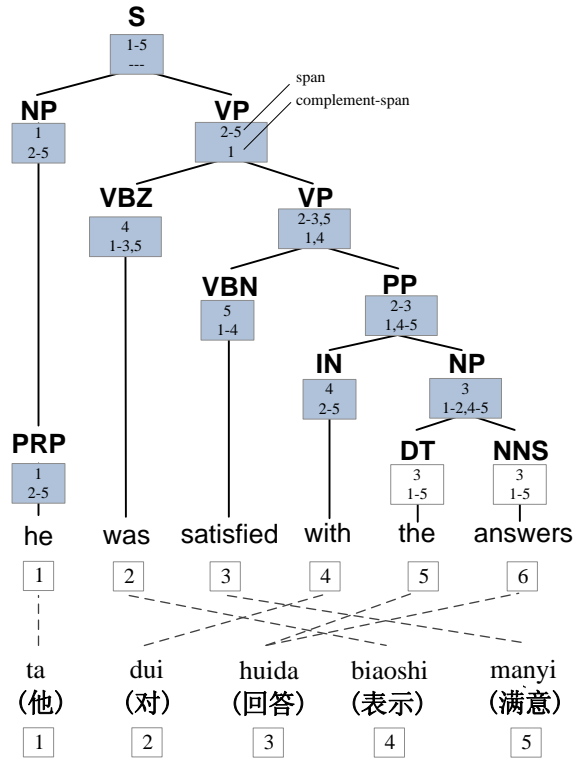 S
1-5
---
span
complement-span
NP
1
2-5
VP
2-5
1
VBZ
4
1-3,5
VP
2-3,5
1,4
VBN
5
1-4
PP
2-3
1,4-5
IN
4
2-5
NP
3
1-2,4-5
PRP
1
2-5
DT
3
1-5
NNS
3
1-5
he was satisfied with the answers
1 2 3 4 5 6
ta dui huida biaoshi manyi
(他) (对) (回答) (表示) (满意)
1 2 3 4 5